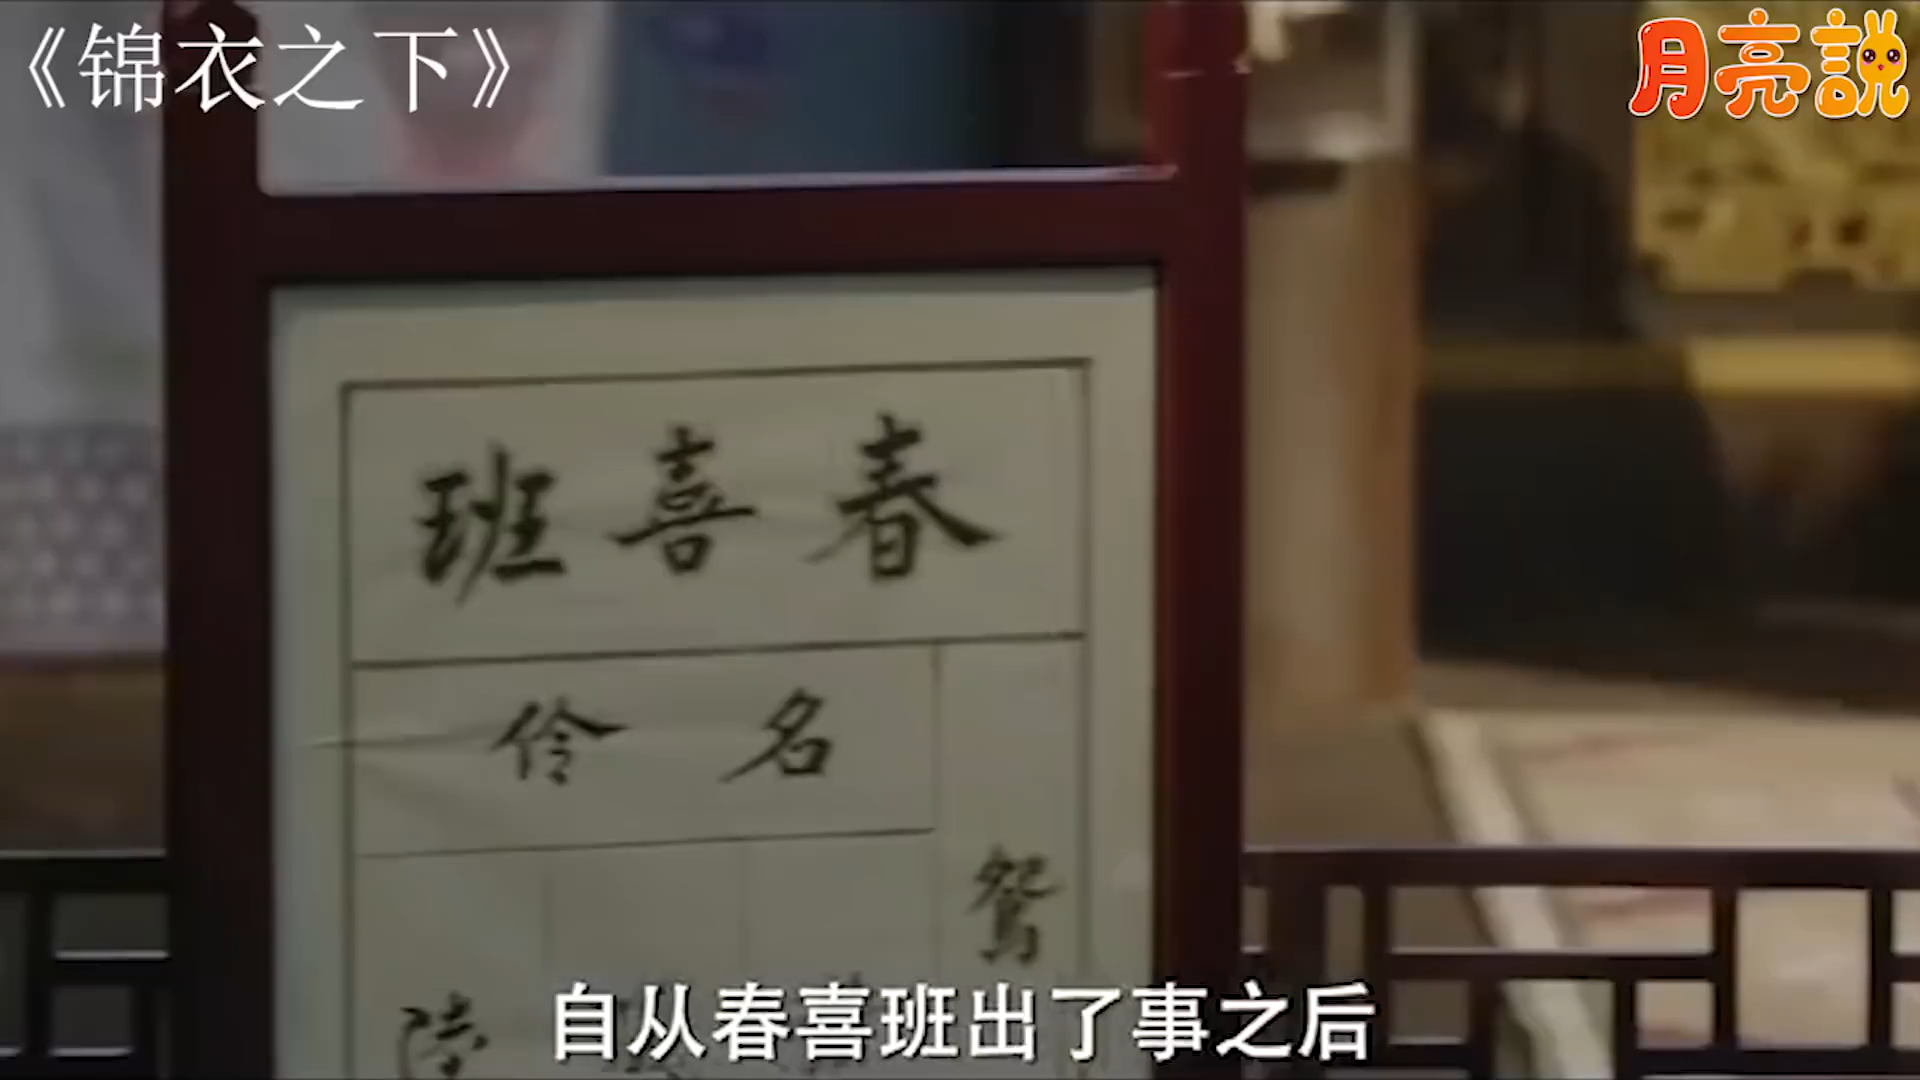 《锦衣之下》
月亮説
春喜班
名伶
鸳
陆
自从春喜班出了事之后